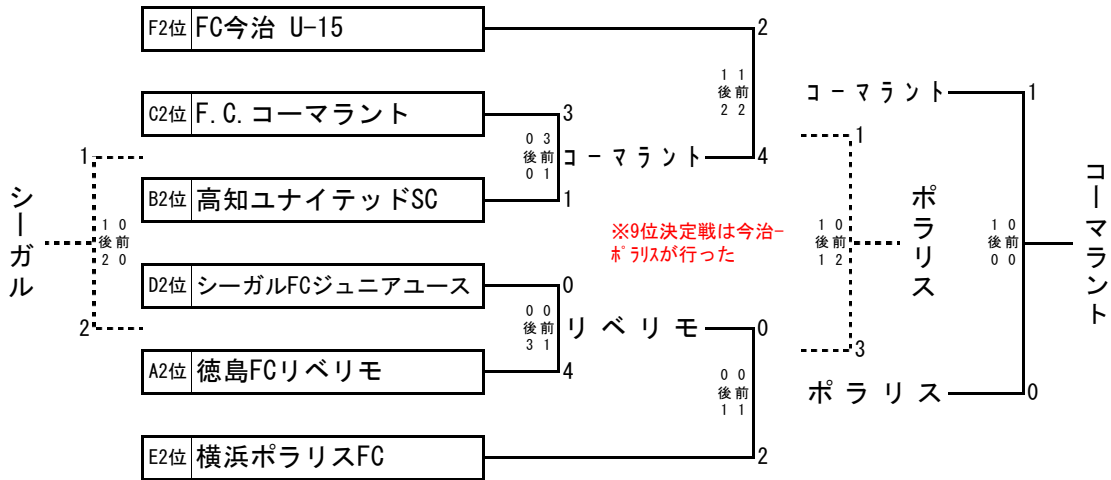 F2位 FC今治 U-15
2
1 1
後 前
2 2
C2位 F.C.コーマラント
3
0 3
後 前
0 1
コーマラント
4
B2位 高知ユナイテッドSC
1
コーマラント
1
1
2
1 0
後 前
2 0
シーガル
※9位決定戦は今治-
ポラリスが行った
D2位 シーガルFCジュニアユース
0
0 0
後 前
3 1
リベリモ
0
A2位 徳島FCリベリモ
4
0 0
後 前
1 1
E2位 横浜ポラリスFC
2
1
1 0
後 前
1 2
ポラリス
3
ポラリス
0
1 0
後 前
0 0
コーマラント